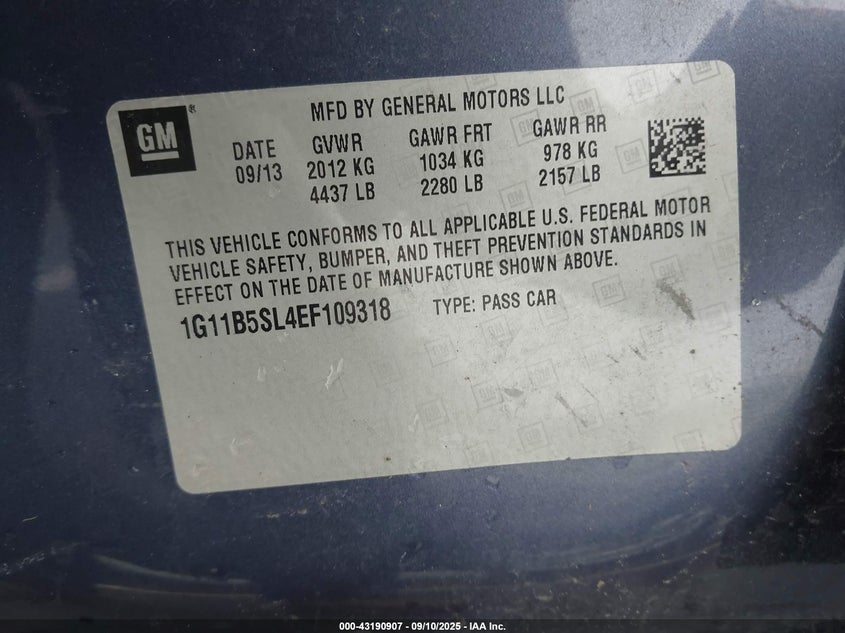 GM
MFD BY GENERAL MOTORS LLC
DATE GVWR GAWR FRT GAWR RR
09/13 2012 KG 1034 KG 978 KG
4437 LB 2280 LB 2157 LB
THIS VEHICLE CONFORMS TO ALL APPLICABLE U.S. FEDERAL MOTOR
VEHICLE SAFETY, BUMPER, AND THEFT PREVENTION STANDARDS IN
EFFECT ON THE DATE OF MANUFACTURE SHOWN ABOVE.
1G11B5SL4EF109318 TYPE: PASS CAR
000-43190907 - 09/10/2025 - IAA Inc.